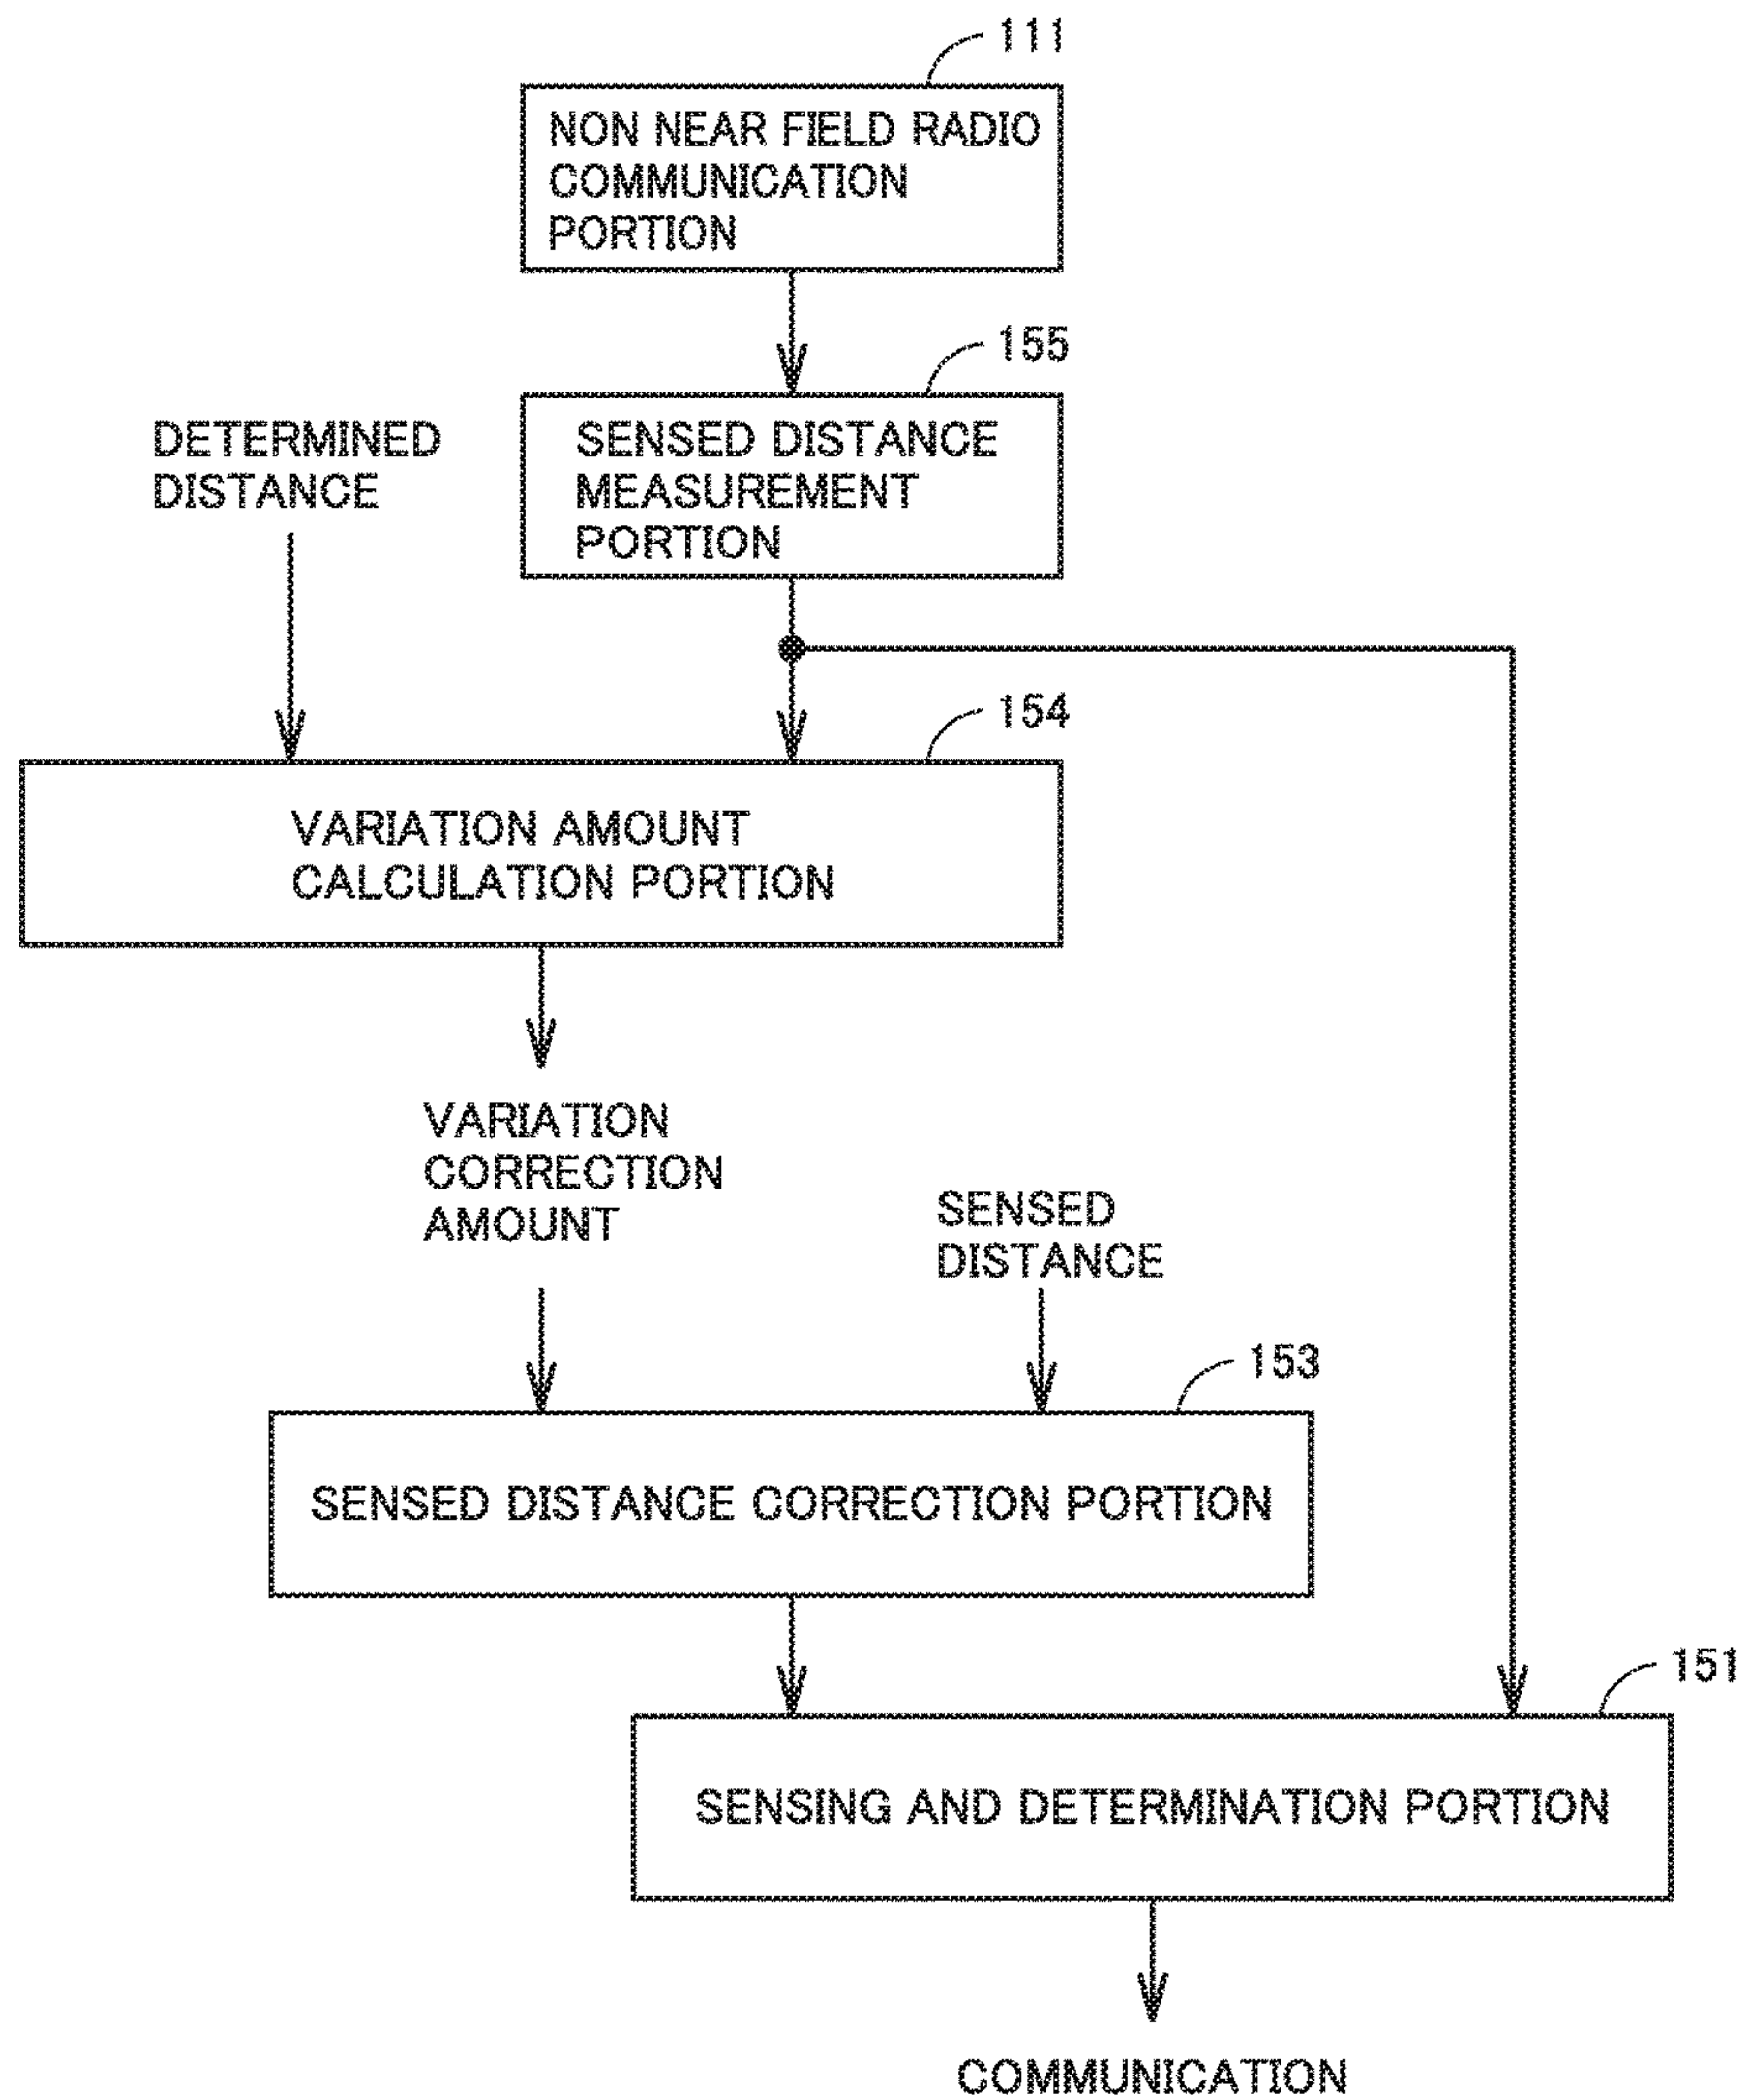 111
NON NEAR FIELD RADIO
COMMUNICATION
PORTION
155
DETERMINED
DISTANCE
SENSED DISTANCE
MEASUREMENT
PORTION
154
VARIATION AMOUNT
CALCULATION PORTION
VARIATION
CORRECTION
AMOUNT
SENSED
DISTANCE
153
SENSED DISTANCE CORRECTION PORTION
151
SENSING AND DETERMINATION PORTION
COMMUNICATION